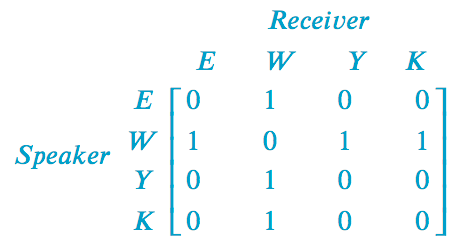 Receiver
E W Y K
E 0 1 0 0
Speaker W 1 0 1 1
Y 0 1 0 0
K 0 1 0 0